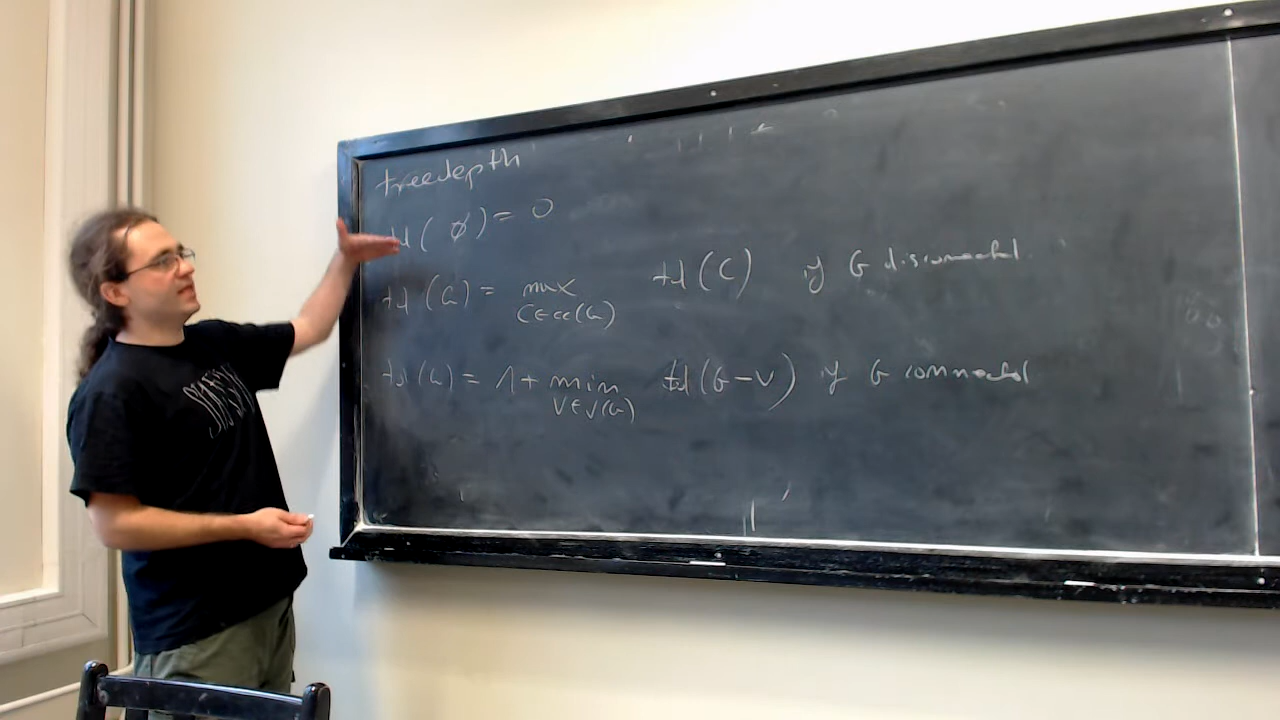 treedepth
td(∅) = 0
td(G) = max td(C) if G disconnected
C∈cc(G)
td(G) = 1 + min td(G-v) if G connected
v∈V(G)